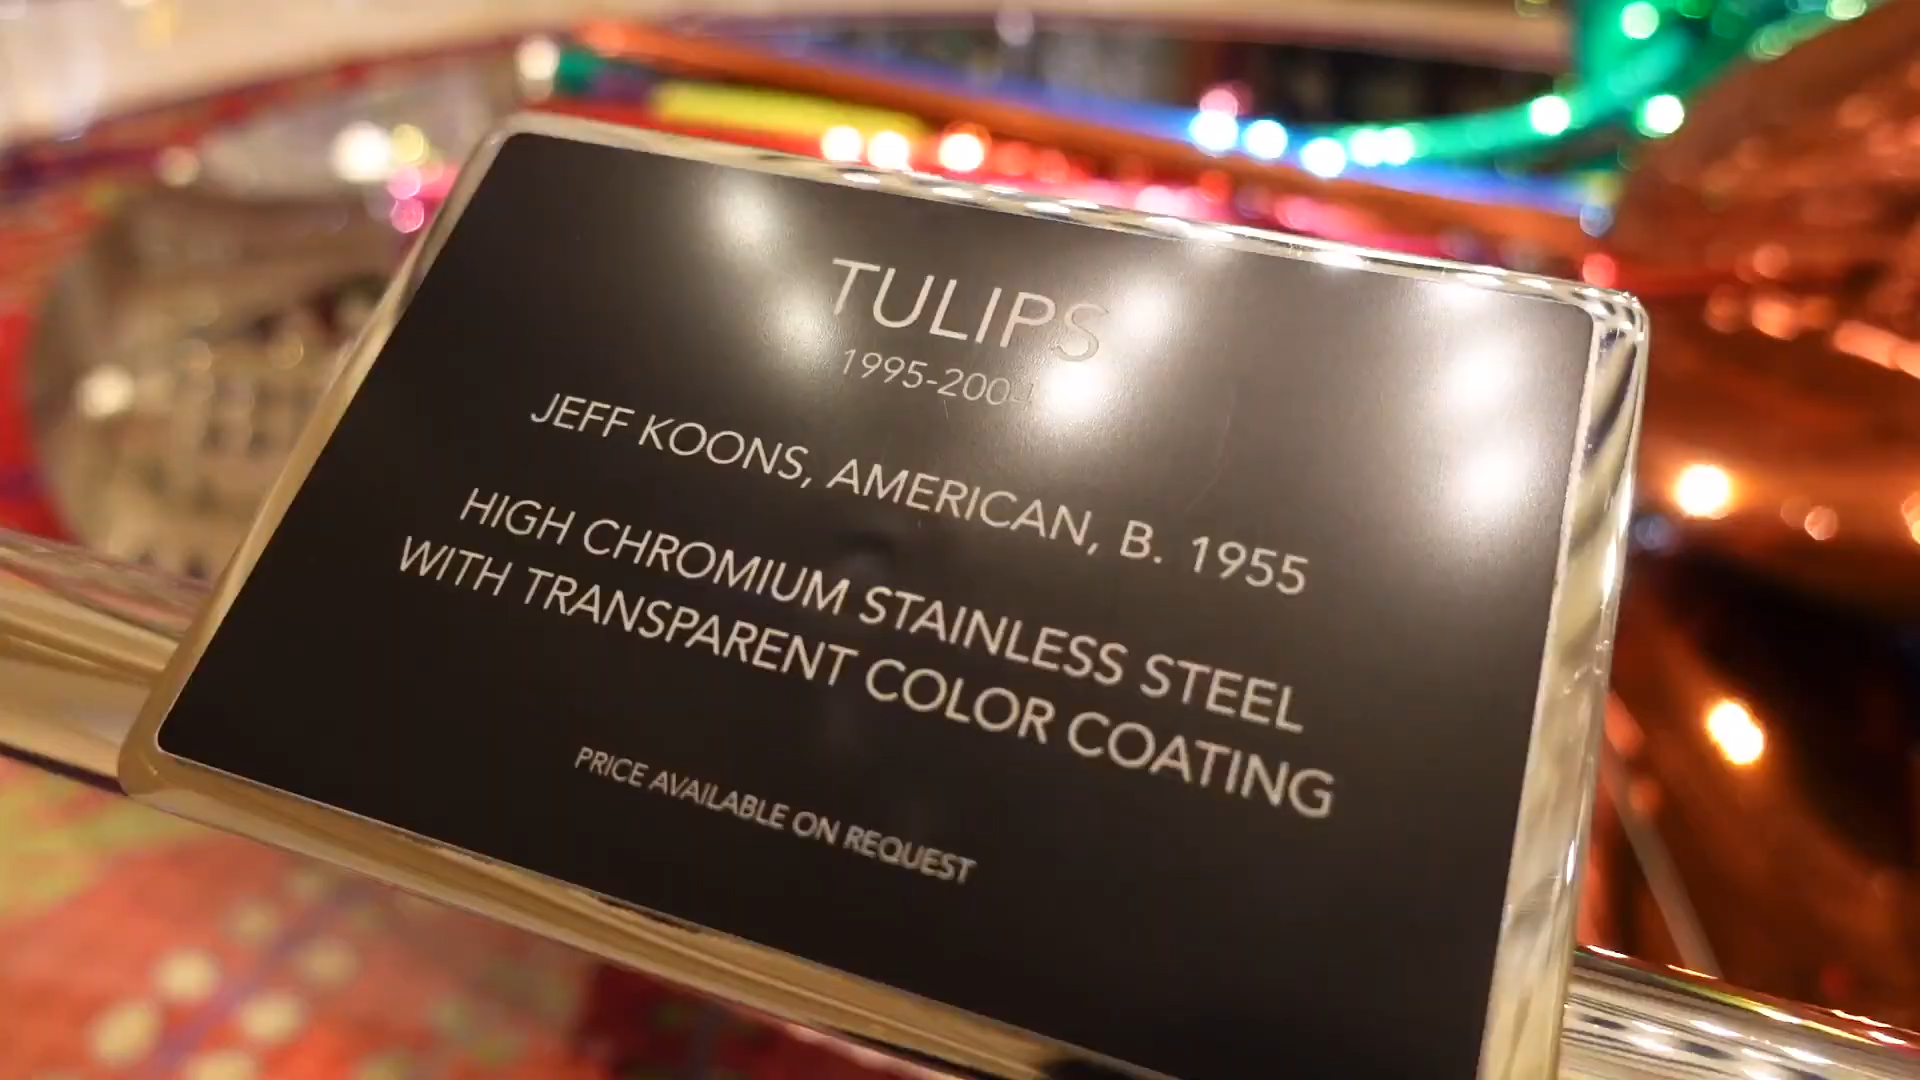 TULIPS
JEFF KOONS, AMERICAN, B. 1955
HIGH CHROMIUM STAINLESS STEEL
WITH TRANSPARENT COLOR COATING
PRICE AVAILABLE ON REQUEST